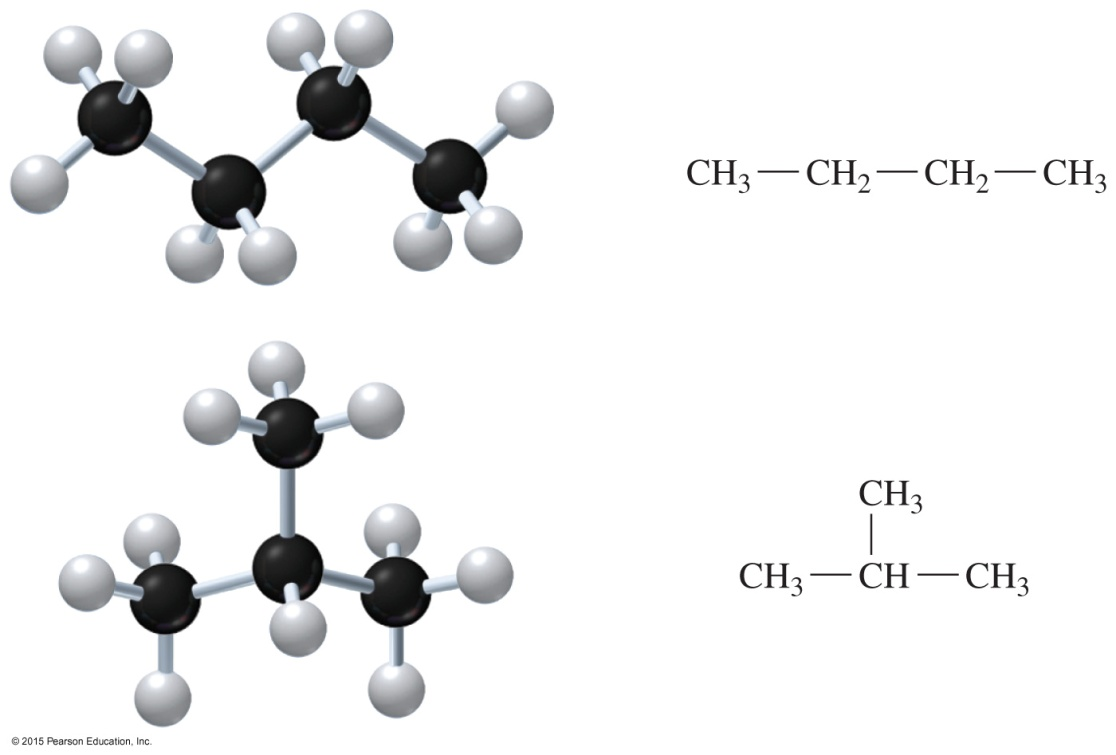 CH₃—CH₂—CH₂—CH₃
CH₃
|
CH₃—CH—CH₃
© 2015 Pearson Education, Inc.